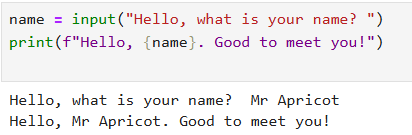 name = input("Hello, what is your name? ")
print(f"Hello, {name}. Good to meet you!")
Hello, what is your name?  Mr Apricot
Hello, Mr Apricot. Good to meet you!